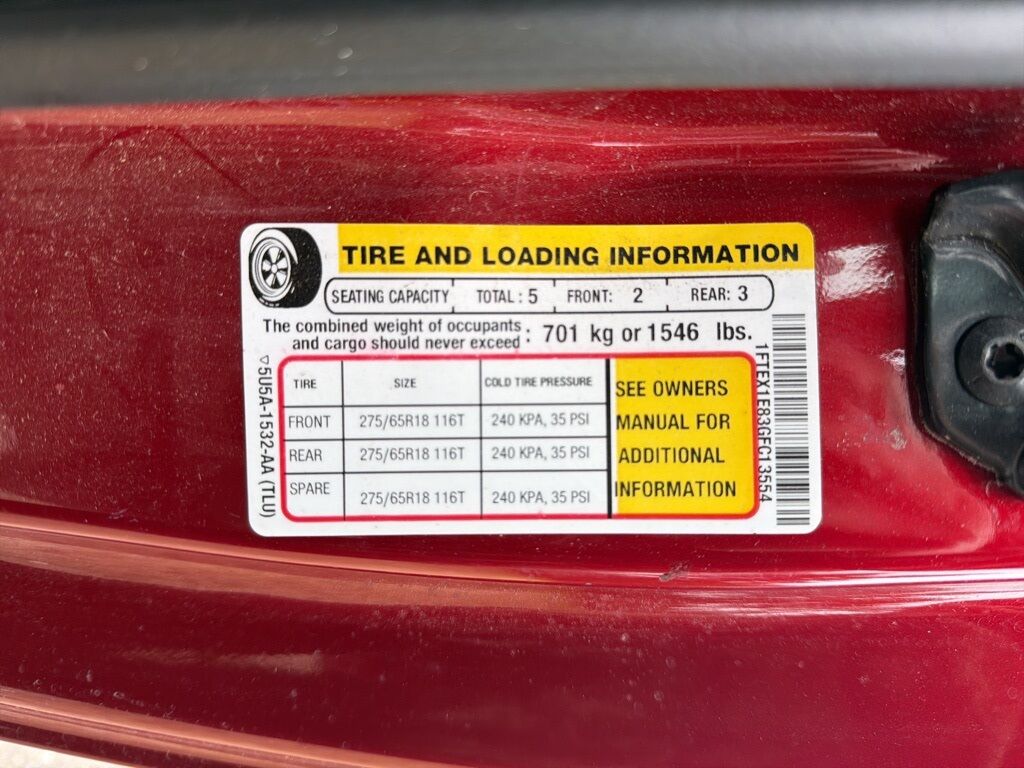 TIRE AND LOADING INFORMATION
SEATING CAPACITY TOTAL : 5 FRONT: 2 REAR: 3
The combined weight of occupants
and cargo should never exceed : 701 kg or 1546 lbs.
TIRE SIZE COLD TIRE PRESSURE
FRONT 275/65R18 116T 240 KPA, 35 PSI
REAR 275/65R18 116T 240 KPA, 35 PSI
SPARE 275/65R18 116T 240 KPA, 35 PSI
SEE OWNERS
MANUAL FOR
ADDITIONAL
INFORMATION
5U5A-1532-AA (TLU)
1FTEX1E83GFC13554